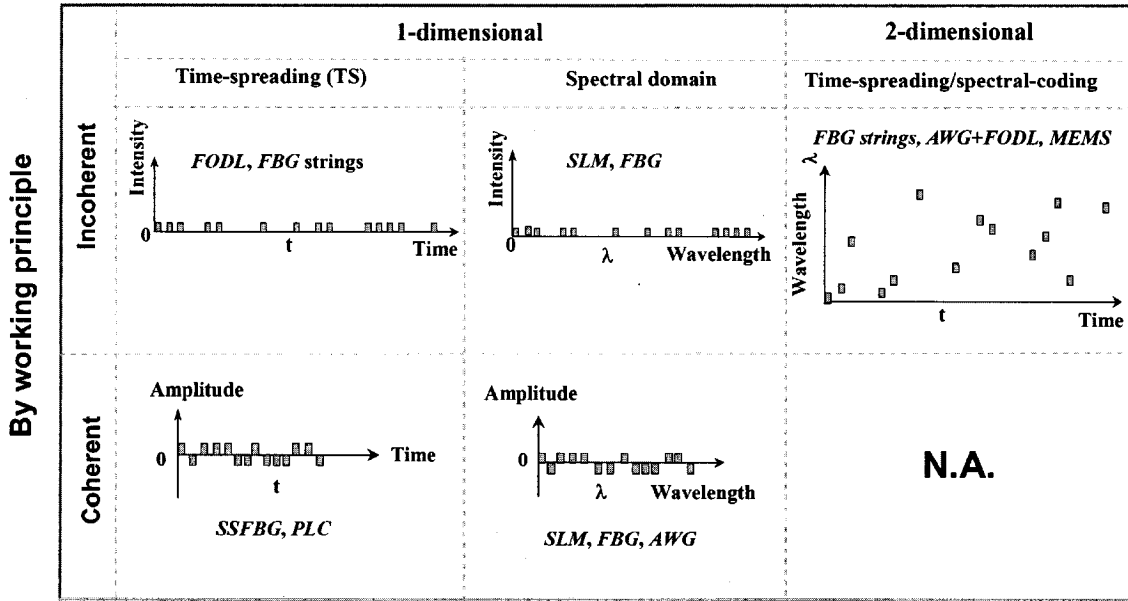 1-dimensional
2-dimensional
Time-spreading (TS)
Spectral domain
Time-spreading/spectral-coding
By working principle
Incoherent
Intensity
FODL, FBG strings
0
t
Time
Intensity
SLM, FBG
0
λ
Wavelength
FBG strings, AWG+FODL, MEMS
Wavelength λ
t
Time
Coherent
Amplitude
0
Time
t
SSFBG, PLC
Amplitude
0
λ
Wavelength
SLM, FBG, AWG
N.A.